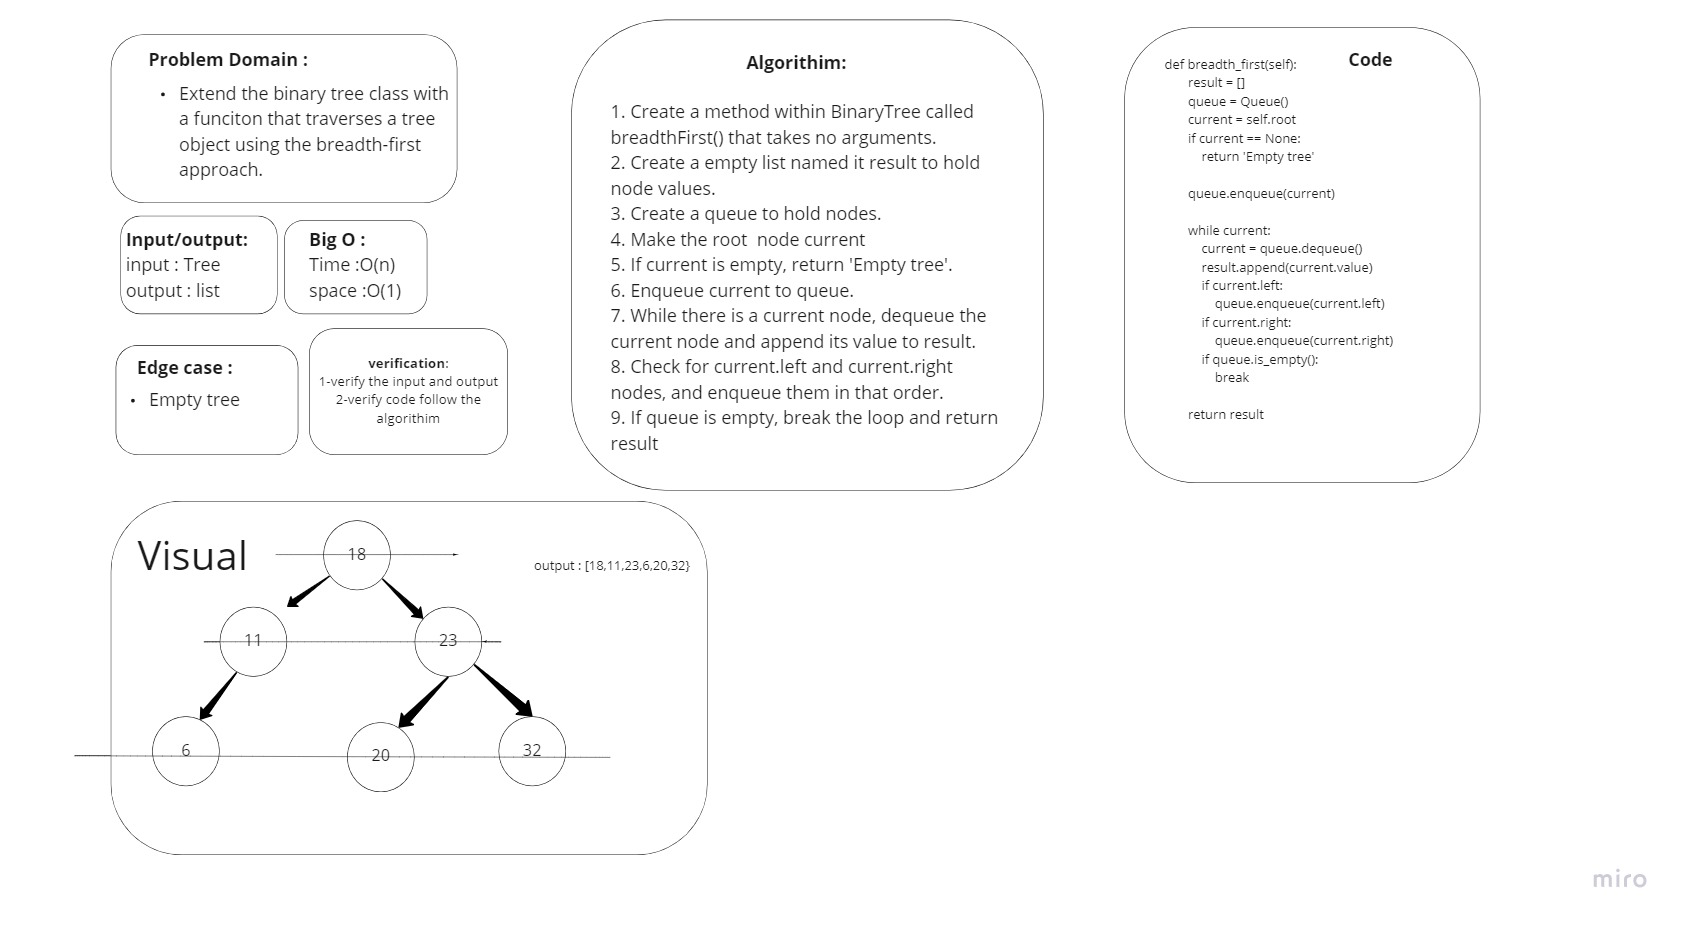 Problem Domain :
• Extend the binary tree class with
a funciton that traverses a tree
object using the breadth-first
approach.
Input/output:
input : Tree
output : list
Big O :
Time :O(n)
space :O(1)
Edge case :
• Empty tree
verification:
1-verify the input and output
2-verify code follow the
algorithim
Algorithim:
1. Create a method within BinaryTree called
breadthFirst() that takes no arguments.
2. Create a empty list named it result to hold
node values.
3. Create a queue to hold nodes.
4. Make the root  node current
5. If current is empty, return 'Empty tree'.
6. Enqueue current to queue.
7. While there is a current node, dequeue the
current node and append its value to result.
8. Check for current.left and current.right
nodes, and enqueue them in that order.
9. If queue is empty, break the loop and return
result
Code
def breadth_first(self):
result = []
queue = Queue()
current = self.root
if current == None:
return 'Empty tree'
queue.enqueue(current)
while current:
current = queue.dequeue()
result.append(current.value)
if current.left:
queue.enqueue(current.left)
if current.right:
queue.enqueue(current.right)
if queue.is_empty():
break
return result
Visual
output : [18,11,23,6,20,32}
18
11
23
6
20
32
miro